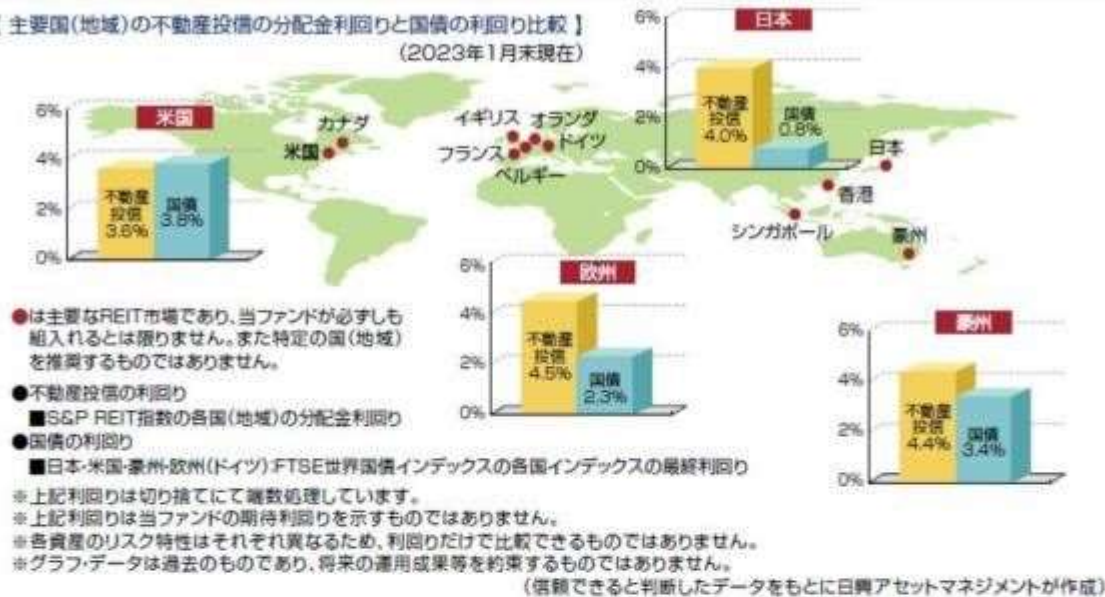 【 主要国(地域)の不動産投信の分配金利回りと国債の利回り比較 】
(2023年1月末現在)
米国
6%
4%
2%
0%
不動産
投信
3.6%
国債
3.8%
カナダ
米国
イギリス
オランダ
フランス
ドイツ
ベルギー
日本
6%
4%
2%
0%
不動産
投信
4.0%
国債
0.8%
日本
香港
シンガポール
豪州
欧州
6%
4%
2%
0%
不動産
投信
4.5%
国債
2.3%
豪州
6%
4%
2%
0%
不動産
投信
4.4%
国債
3.4%
●は主要なREIT市場であり、当ファンドが必ずしも
組入れるとは限りません。また特定の国(地域)
を推奨するものではありません。
●不動産投信の利回り
■S&P REIT指数の各国(地域)の分配金利回り
●国債の利回り
■日本・米国・豪州・欧州(ドイツ):FTSE世界国債インデックスの各国インデックスの最終利回り
※上記利回りは切り捨てにて端数処理しています。
※上記利回りは当ファンドの期待利回りを示すものではありません。
※各資産のリスク特性はそれぞれ異なるため、利回りだけで比較できるものではありません。
※グラフ・データは過去のものであり、将来の運用成果等を約束するものではありません。
(信頼できると判断したデータをもとに日興アセットマネジメントが作成)